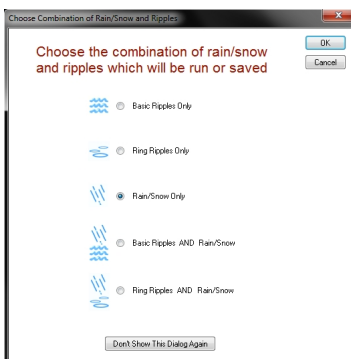 Choose Combination of Rain/Snow and Ripples
Choose the combination of rain/snow
and ripples which will be run or saved
OK
Cancel
Basic Ripples Only
Ring Ripples Only
Rain/Snow Only
Basic Ripples AND Rain/Snow
Ring Ripples AND Rain/Snow
Don't Show This Dialog Again